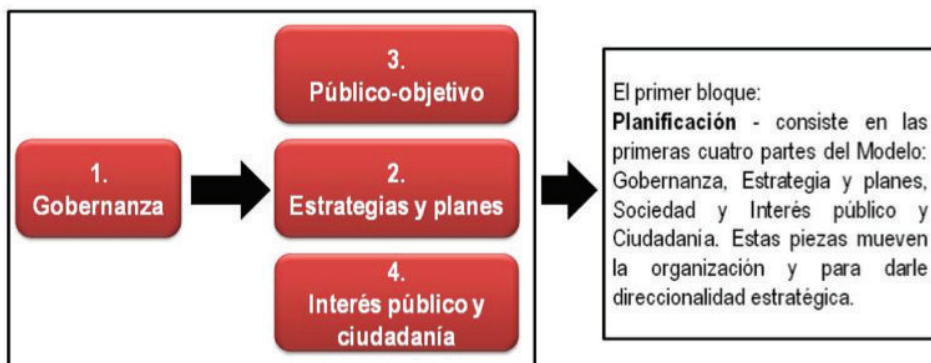 1.
Gobernanza
3.
Público-objetivo
2.
Estrategias y planes
4.
Interés público y
ciudadanía
El primer bloque:
Planificación - consiste en las
primeras cuatro partes del Modelo:
Gobernanza, Estrategia y planes,
Sociedad y Interés público y
Ciudadanía. Estas piezas mueven
la organización y para darle
direccionalidad estratégica.